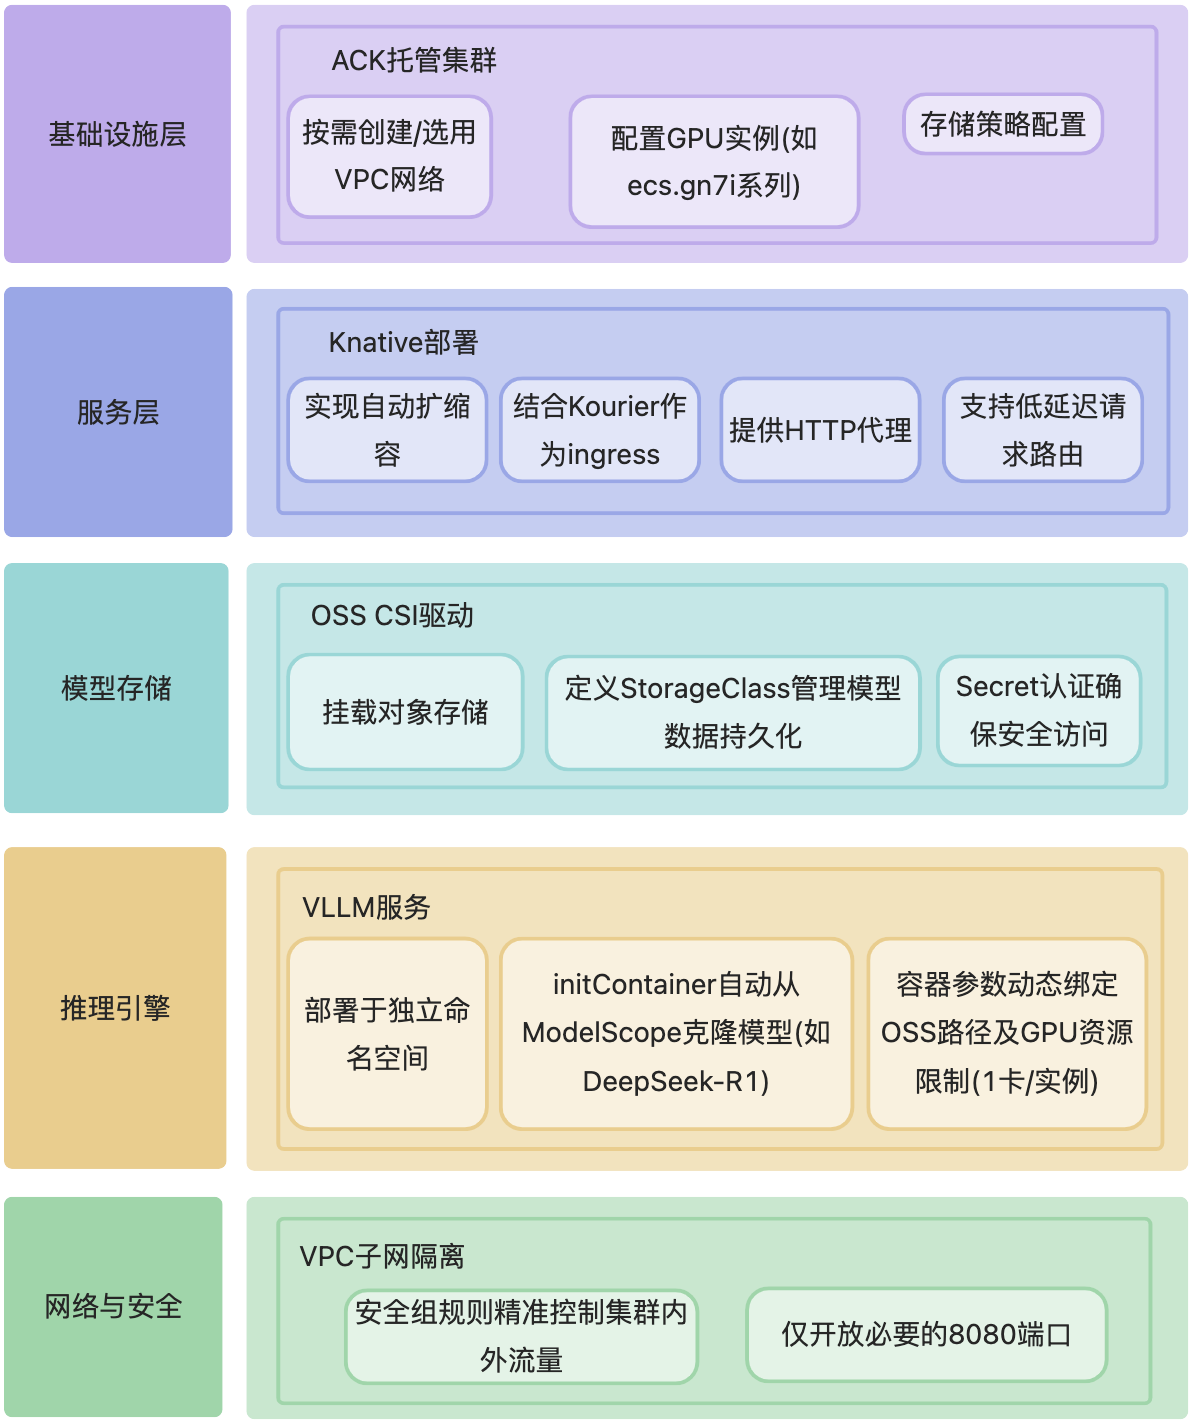 基础设施层
ACK托管集群
按需创建/选用
VPC网络
配置GPU实例(如
ecs.gn7i系列)
存储策略配置
服务层
Knative部署
实现自动扩缩
容
结合Kourier作
为ingress
提供HTTP代理
支持低延迟请
求路由
模型存储
OSS CSI驱动
挂载对象存储
定义StorageClass管理模型
数据持久化
Secret认证确
保安全访问
推理引擎
VLLM服务
部署于独立命
名空间
initContainer自动从
ModelScope克隆模型(如
DeepSeek-R1)
容器参数动态绑定
OSS路径及GPU资源
限制(1卡/实例)
网络与安全
VPC子网隔离
安全组规则精准控制集群内
外流量
仅开放必要的8080端口